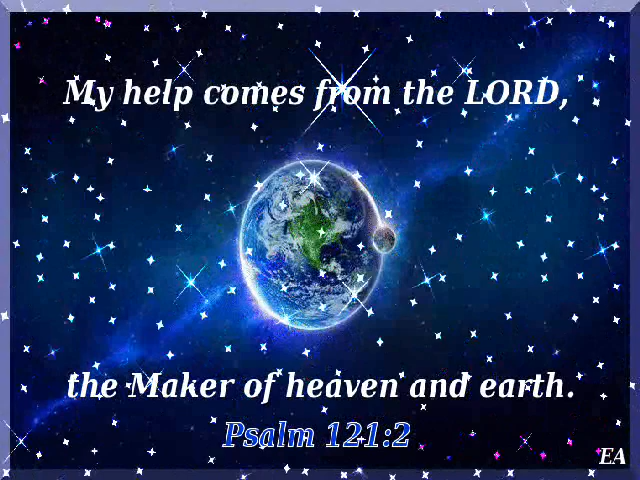 My help comes from the LORD,
the Maker of heaven and earth.
Psalm 121:2
EA